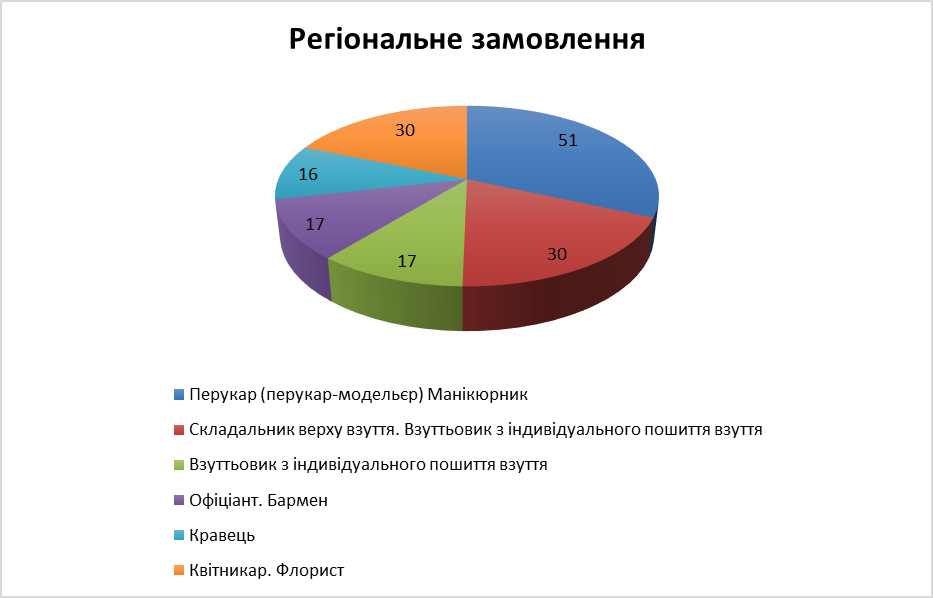 Регіональне замовлення
51
30
17
17
16
30
Перукар (перукар-модельєр) Манікюрник
Складальник верху взуття. Взуттьовик з індивідуального пошиття взуття
Взуттьовик з індивідуального пошиття взуття
Офіціант. Бармен
Кравець
Квітникар. Флорист